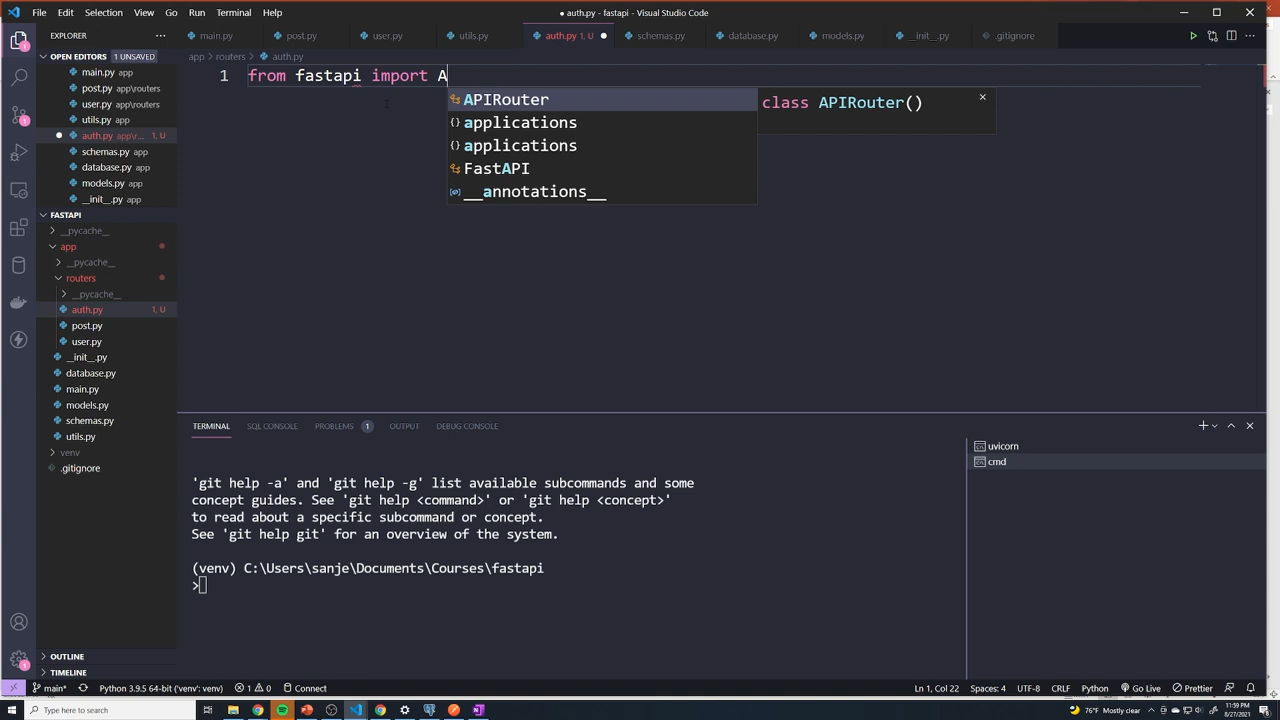 File Edit Selection View Go Run Terminal Help
● auth.py - fastapi - Visual Studio Code
EXPLORER
main.py post.py user.py utils.py auth.py 1, U ● schemas.py database.py models.py __init__.py .gitignore
OPEN EDITORS 1 UNSAVED
app > routers > auth.py
main.py app
post.py app\routers
user.py app\routers
utils.py app
auth.py app\r... 1, U
schemas.py app
database.py app
models.py app
__init__.py app
FASTAPI
__pycache__
app
__pycache__
routers
__pycache__
auth.py 1, U
post.py
user.py
__init__.py
database.py
main.py
models.py
schemas.py
utils.py
venv
.gitignore
OUTLINE
TIMELINE
1 from fastapi import A
APIRouter
applications
applications
FastAPI
__annotations__
class APIRouter()
TERMINAL SQL CONSOLE PROBLEMS 1 OUTPUT DEBUG CONSOLE
'git help -a' and 'git help -g' list available subcommands and some
concept guides. See 'git help <command>' or 'git help <concept>'
to read about a specific subcommand or concept.
See 'git help git' for an overview of the system.
(venv) C:\Users\sanje\Documents\Courses\fastapi
>
uvicorn
cmd
main* Python 3.9.5 64-bit ('venv': venv) 1 0 Connect
Ln 1, Col 22 Spaces: 4 UTF-8 CRLF Python Go Live Prettier
Type here to search
76°F Mostly clear
11:59 PM
8/27/2021